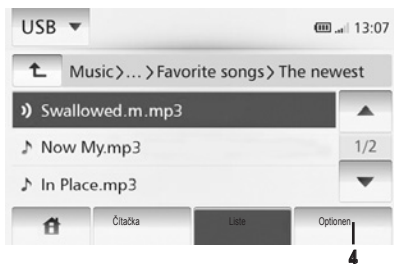 USB 13:07
Music > ... > Favorite songs > The newest
Swallowed.m.mp3
Now My.mp3 1/2
In Place.mp3
Čítačka Liste Optionen
4